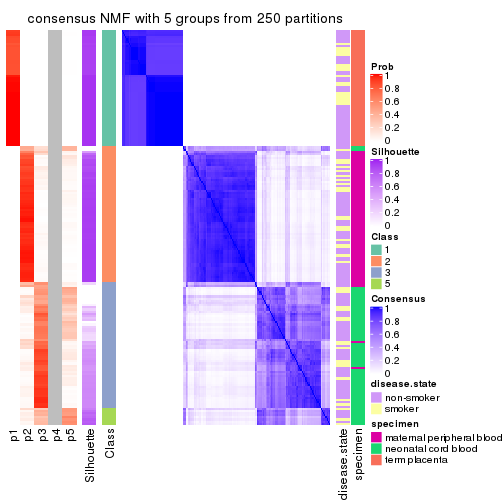 consensus NMF with 5 groups from 250 partitions
p1
p2
p3
p4
p5
Silhouette
Class
disease.state
specimen
Prob
1
0.8
0.6
0.4
0.2
0
Silhouette
1
0.8
0.6
0.4
0.2
0
Class
1
2
3
5
Consensus
1
0.8
0.6
0.4
0.2
0
disease.state
non-smoker
smoker
specimen
maternal peripheral blood
neonatal cord blood
term placenta